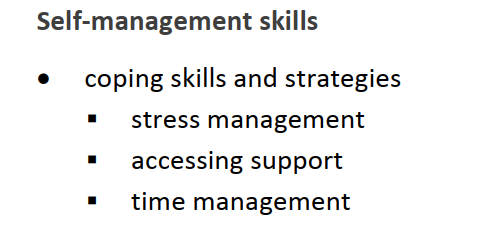 Self-management skills
● coping skills and strategies
▪ stress management
▪ accessing support
▪ time management